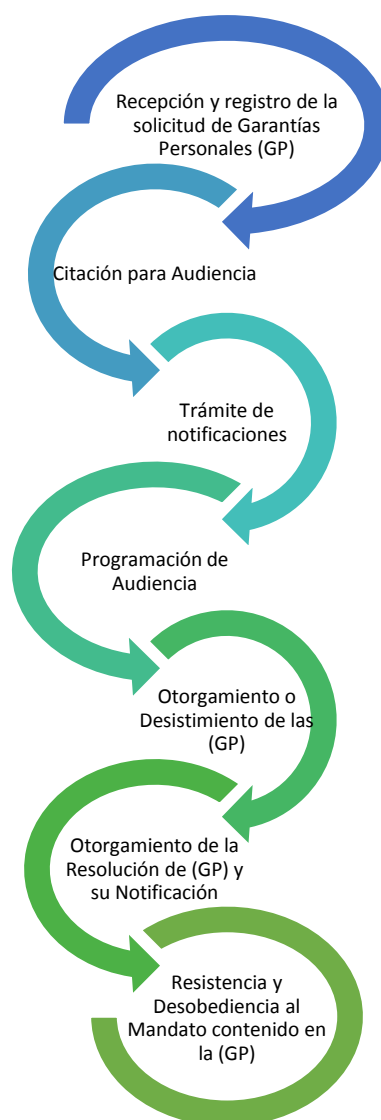 Recepción y registro de la
solicitud de Garantías
Personales (GP)
Citación para Audiencia
Trámite de
notificaciones
Programación de
Audiencia
Otorgamiento o
Desistimiento de las
(GP)
Otorgamiento de la
Resolución de (GP) y
su Notificación
Resistencia y
Desobediencia al
Mandato contenido en
la (GP)